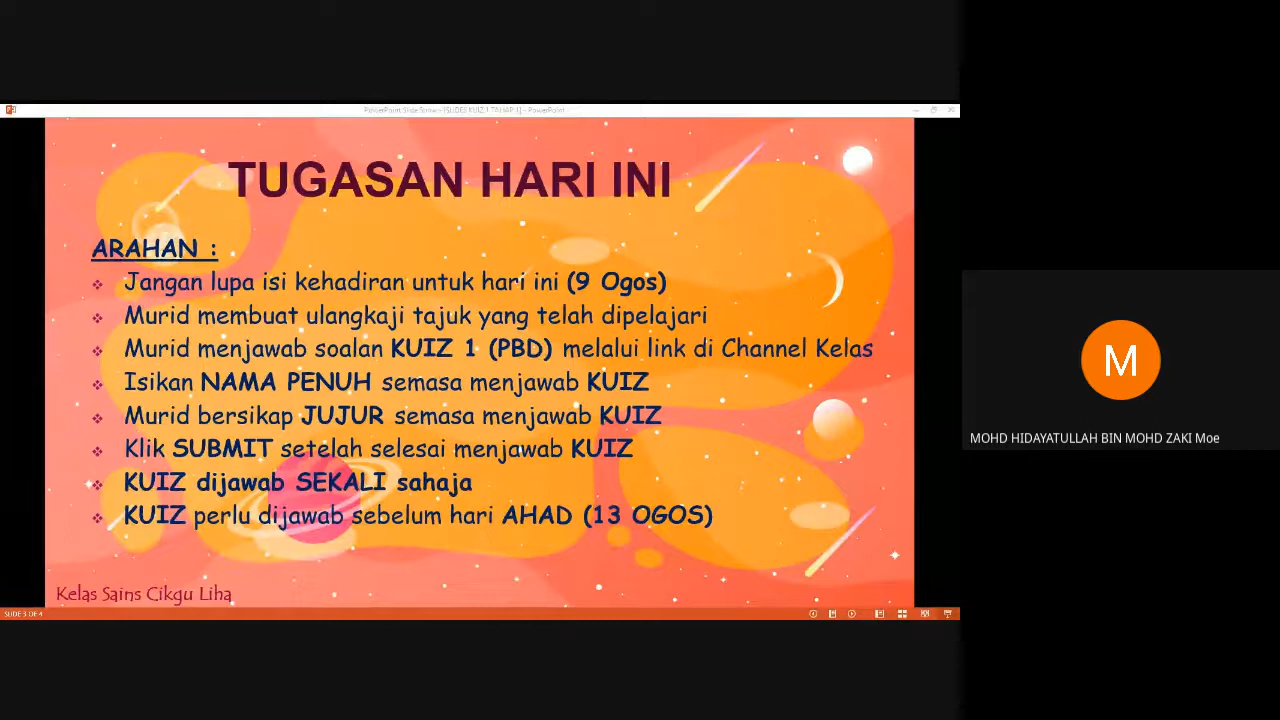 TUGASAN HARI INI
ARAHAN :
Jangan lupa isi kehadiran untuk hari ini (9 Ogos)
Murid membuat ulangkaji tajuk yang telah dipelajari
Murid menjawab soalan KUIZ 1 (PBD) melalui link di Channel Kelas
Isikan NAMA PENUH semasa menjawab KUIZ
Murid bersikap JUJUR semasa menjawab KUIZ
Klik SUBMIT setelah selesai menjawab KUIZ
KUIZ dijawab SEKALI sahaja
KUIZ perlu dijawab sebelum hari AHAD (13 OGOS)
Kelas Sains Cikgu Liha
SLIDE 3 OF 4
M
MOHD HIDAYATULLAH BIN MOHD ZAKI Moe